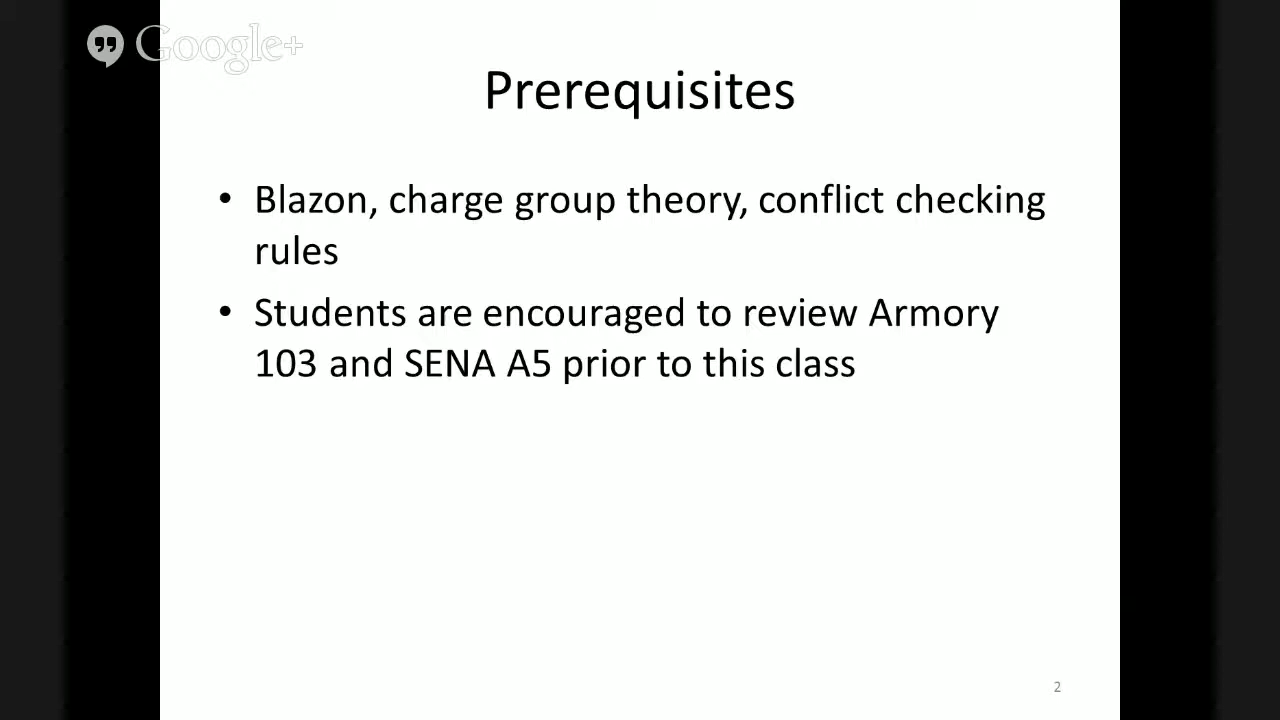 Google+
Prerequisites
• Blazon, charge group theory, conflict checking
rules
• Students are encouraged to review Armory
103 and SENA A5 prior to this class
2